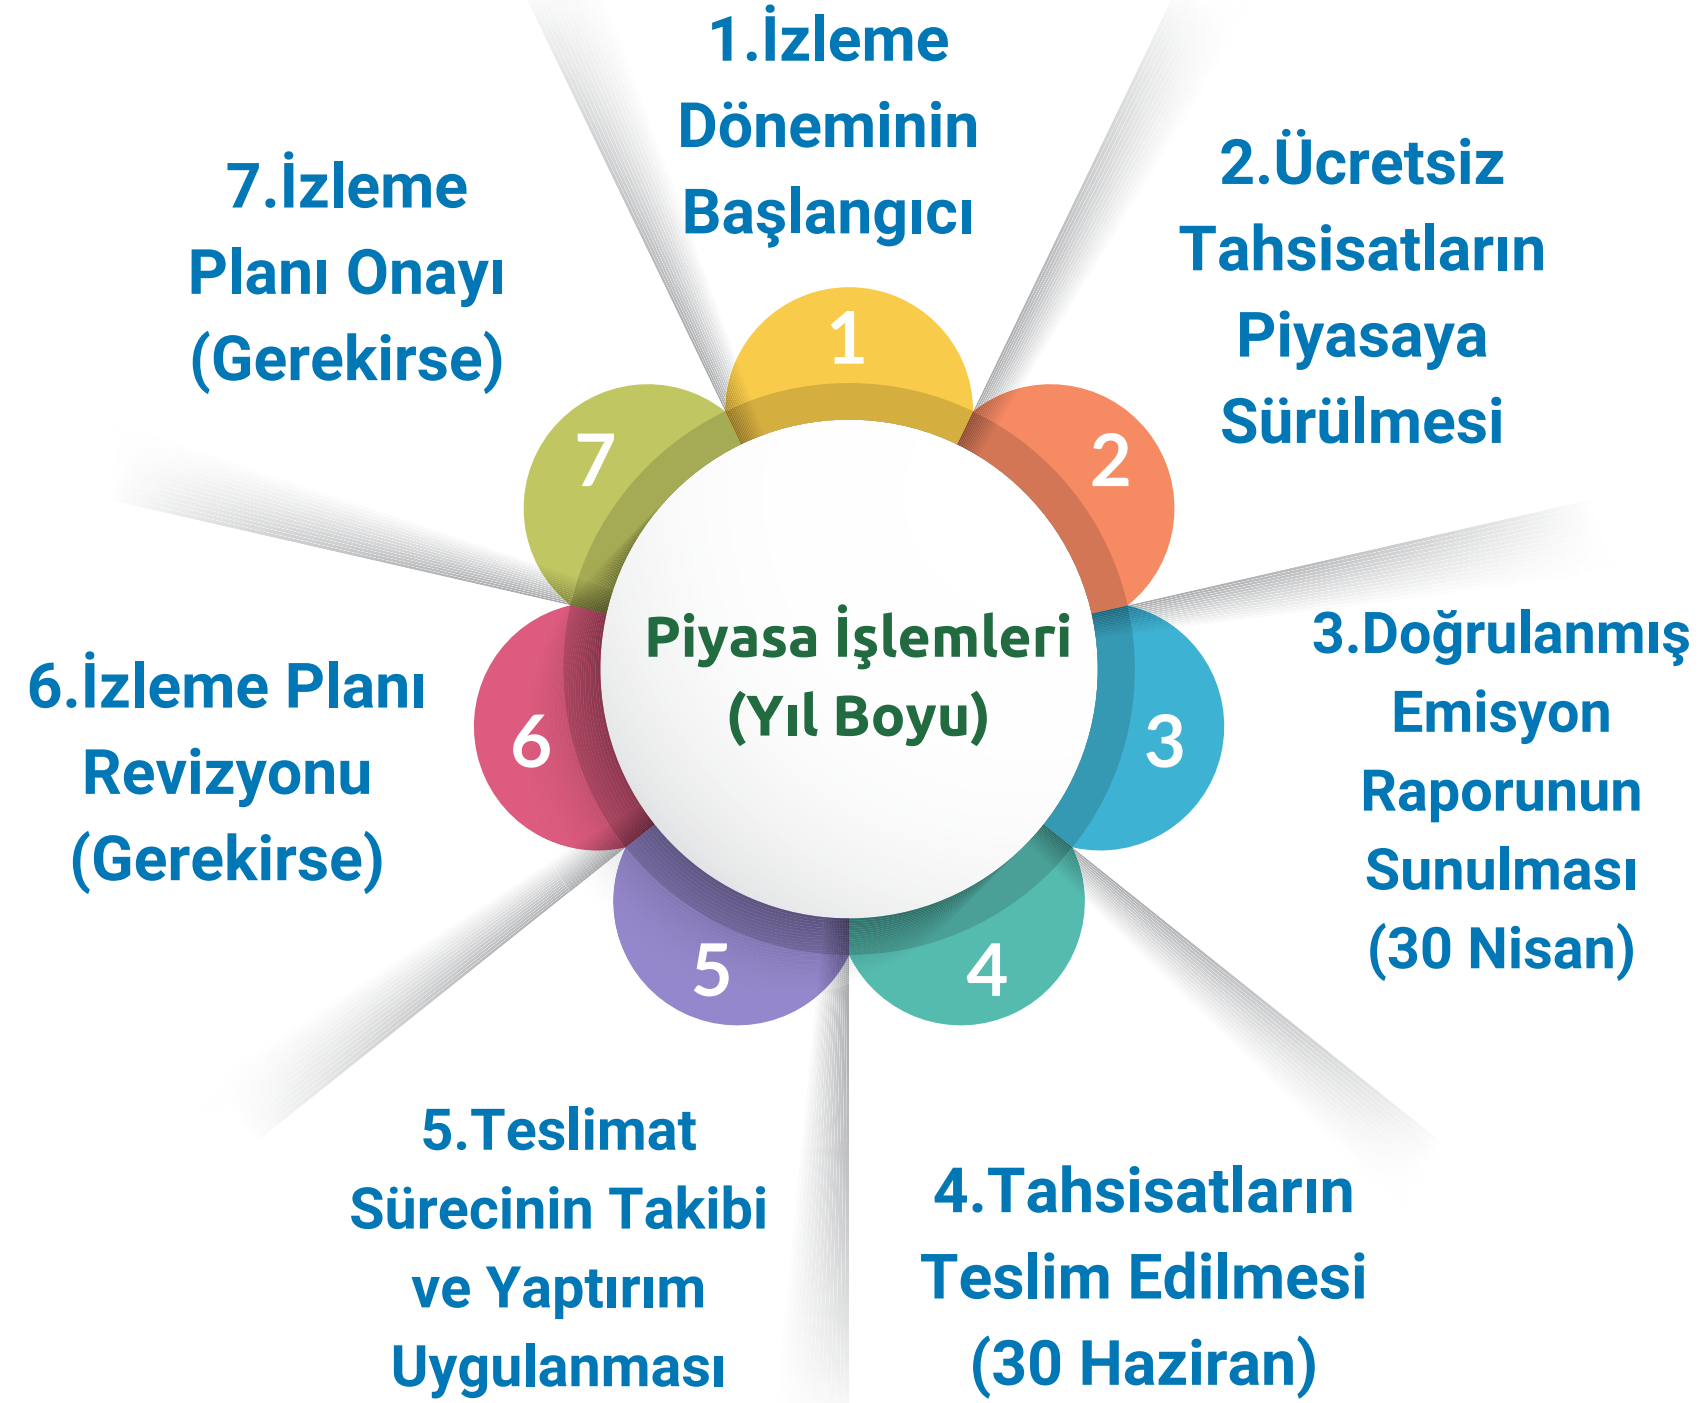 1.İzleme
Döneminin
Başlangıcı
2.Ücretsiz
Tahsisatların
Piyasaya
Sürülmesi
3.Doğrulanmış
Emisyon
Raporunun
Sunulması
(30 Nisan)
4.Tahsisatların
Teslim Edilmesi
(30 Haziran)
5.Teslimat
Sürecinin Takibi
ve Yaptırım
Uygulanması
6.İzleme Planı
Revizyonu
(Gerekirse)
7.İzleme
Planı Onayı
(Gerekirse)
1
2
3
4
5
6
7
Piyasa İşlemleri
(Yıl Boyu)